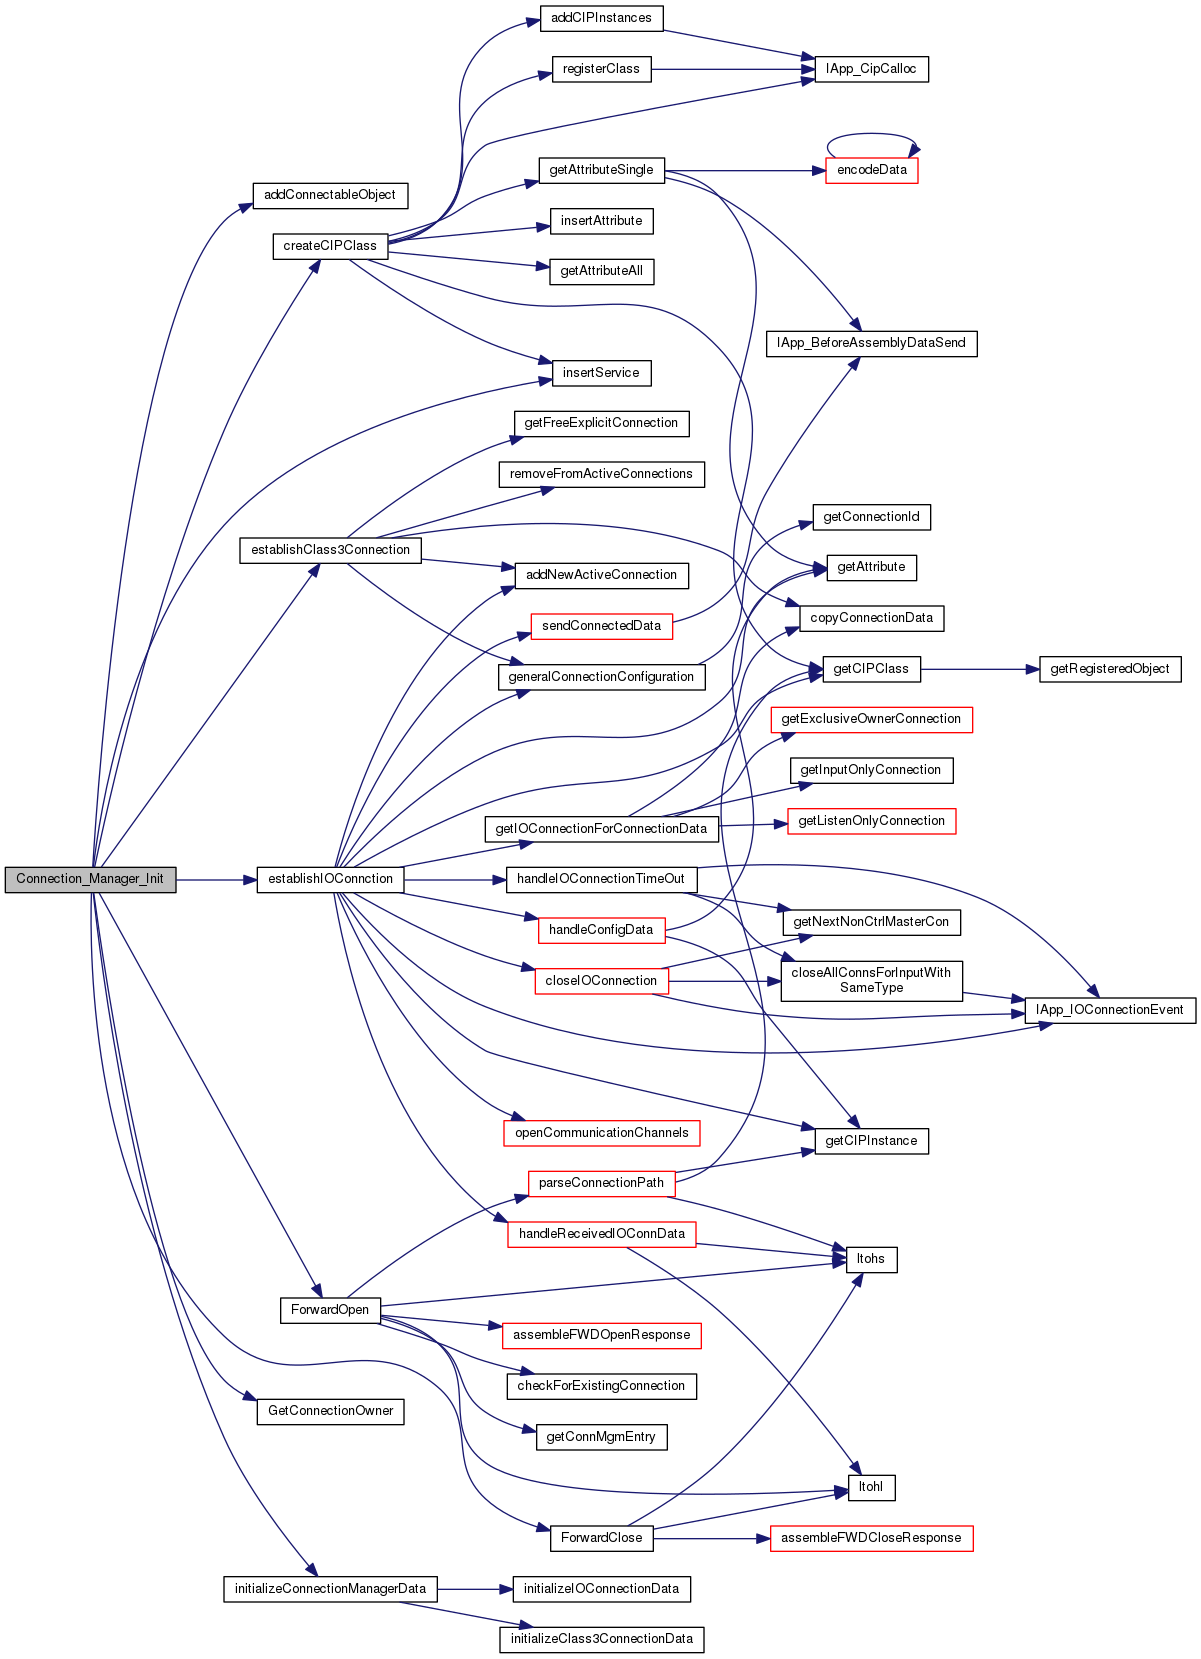 addCIPInstances
registerClass
IApp_CipCalloc
getAttributeSingle
encodeData
addConnectableObject
insertAttribute
createCIPClass
getAttributeAll
IApp_BeforeAssemblyDataSend
insertService
getFreeExplicitConnection
removeFromActiveConnections
getConnectionId
establishClass3Connection
getAttribute
addNewActiveConnection
copyConnectionData
sendConnectedData
getCIPClass
getRegisteredObject
generalConnectionConfiguration
getExclusiveOwnerConnection
getInputOnlyConnection
getIOConnectionForConnectionData
getListenOnlyConnection
Connection_Manager_Init
establishIOConnction
handleIOConnectionTimeOut
getNextNonCtrlMasterCon
handleConfigData
closeAllConnsForInputWith
SameType
closeIOConnection
IApp_IOConnectionEvent
openCommunicationChannels
getCIPInstance
parseConnectionPath
handleReceivedIOConnData
ltohs
ForwardOpen
assembleFWDOpenResponse
checkForExistingConnection
GetConnectionOwner
getConnMgmEntry
ltohl
ForwardClose
assembleFWDCloseResponse
initializeConnectionManagerData
initializeIOConnectionData
initializeClass3ConnectionData